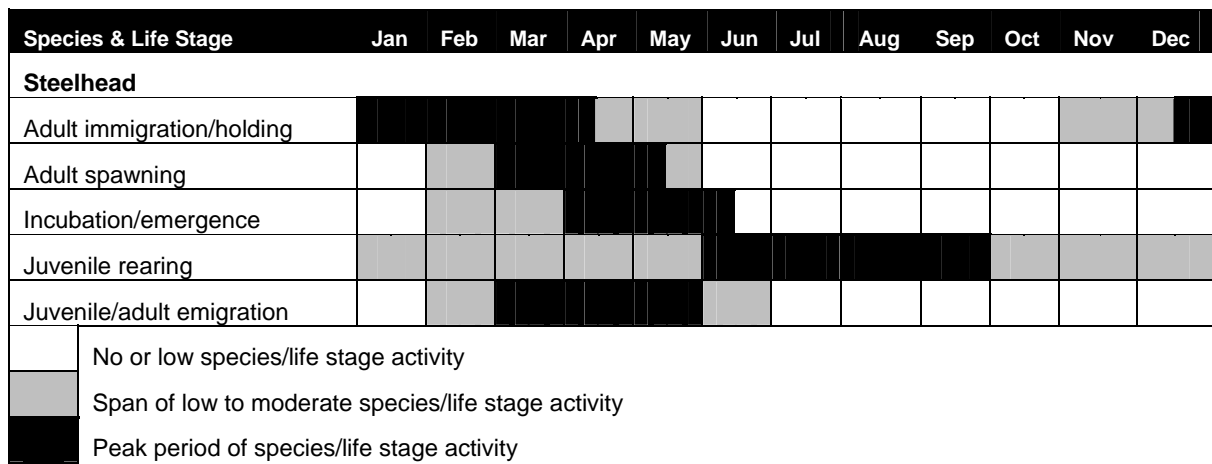 Species & Life Stage Jan Feb Mar Apr May Jun Jul Aug Sep Oct Nov Dec
Steelhead
Adult immigration/holding
Adult spawning
Incubation/emergence
Juvenile rearing
Juvenile/adult emigration
No or low species/life stage activity
Span of low to moderate species/life stage activity
Peak period of species/life stage activity